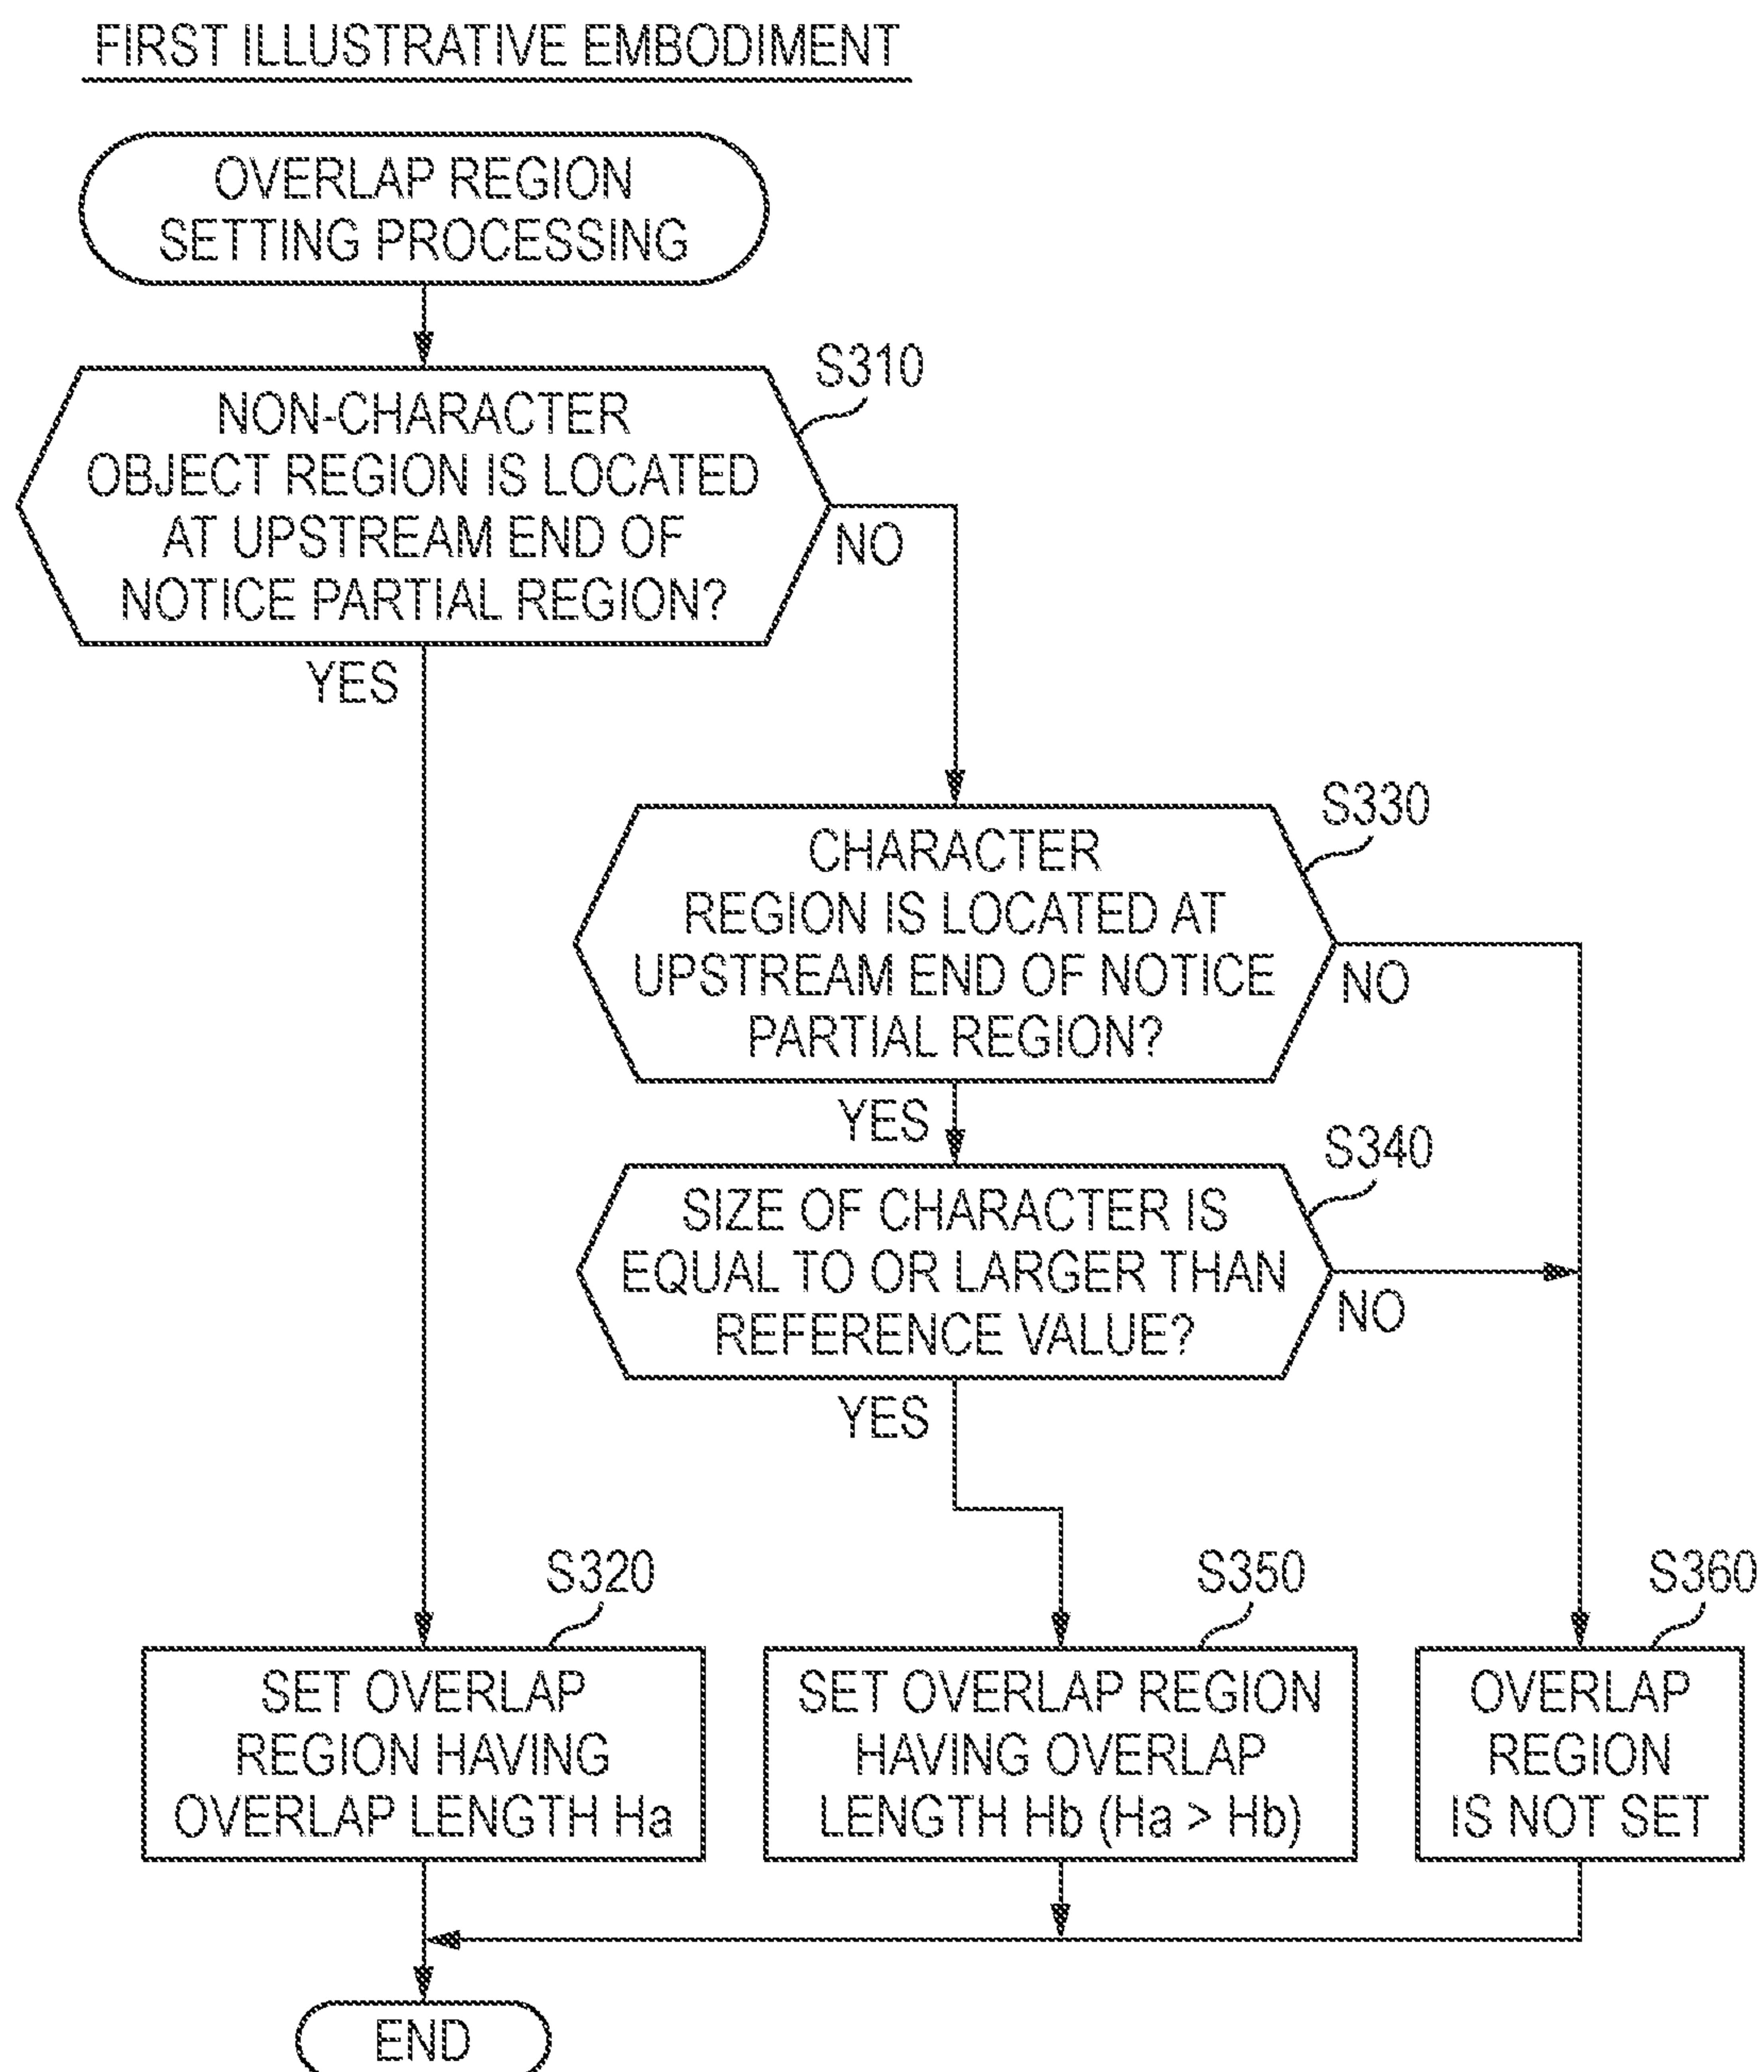 FIRST ILLUSTRATIVE EMBODIMENT
OVERLAP REGION
SETTING PROCESSING
S310
NON-CHARACTER
OBJECT REGION IS LOCATED
AT UPSTREAM END OF
NOTICE PARTIAL REGION?
NO
YES
S330
CHARACTER
REGION IS LOCATED AT
UPSTREAM END OF NOTICE
PARTIAL REGION?
NO
YES
S340
SIZE OF CHARACTER IS
EQUAL TO OR LARGER THAN
REFERENCE VALUE?
NO
YES
S320
SET OVERLAP
REGION HAVING
OVERLAP LENGTH Ha
S350
SET OVERLAP REGION
HAVING OVERLAP
LENGTH Hb (Ha > Hb)
S360
OVERLAP
REGION
IS NOT SET
END